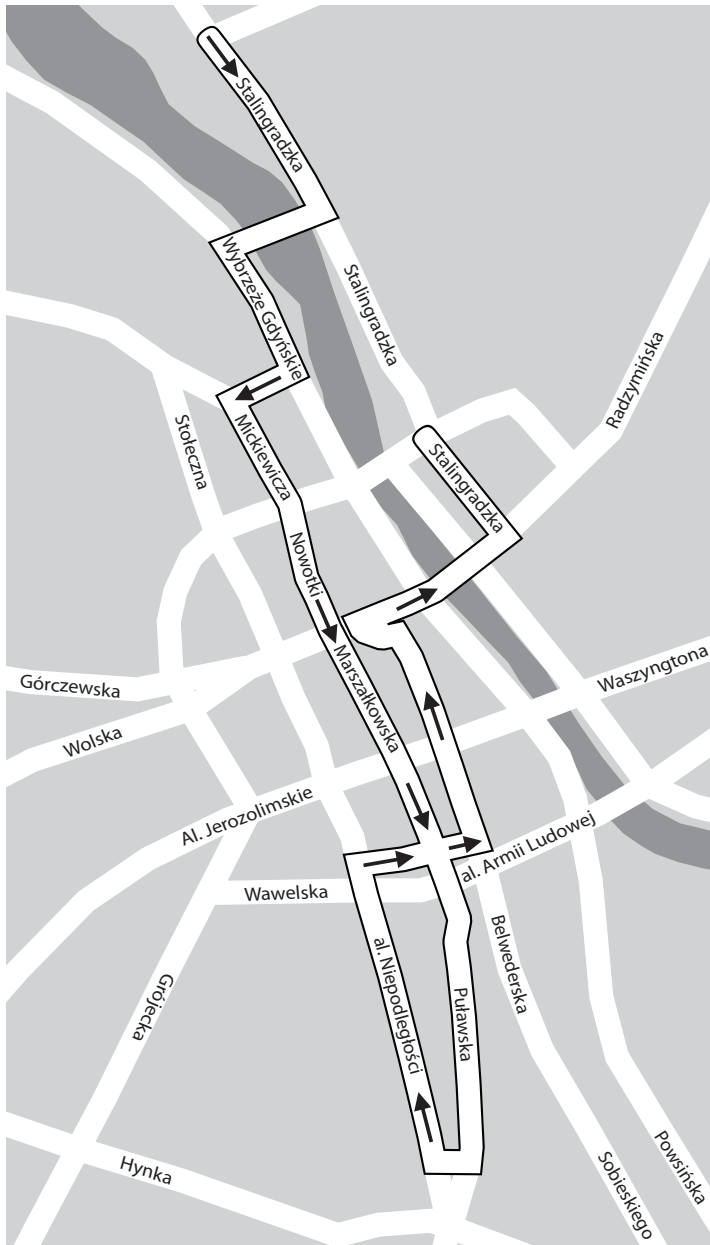 Stalingradzka
Wybrzeże Gdyńskie
Stalingradzka
Radzymińska
Mickiewicza
Stołeczna
Stalingradzka
Nowotki
Marszałkowska
Waszyngtona
Górczewska
Wolska
Al. Jerozolimskie
al. Armii Ludowej
Wawelska
Belwederska
al. Niepodległości
Puławska
Grójecka
Hynka
Sobieskiego
Powsińska